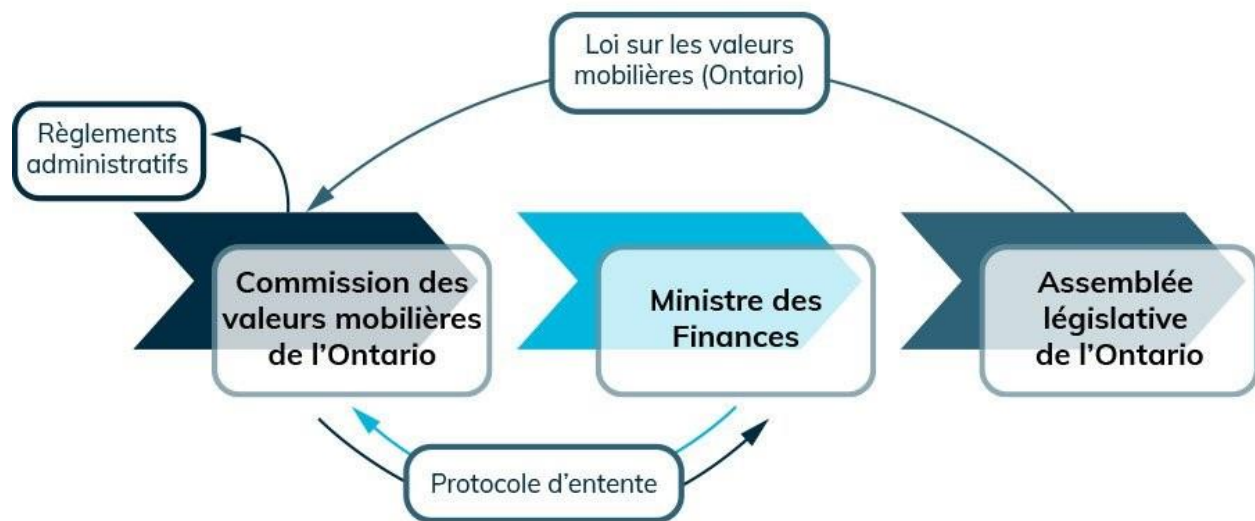 Loi sur les valeurs
mobilières (Ontario)
Règlements
administratifs
Commission des
valeurs mobilières
de l’Ontario
Ministre des
Finances
Assemblée
législative
de l’Ontario
Protocole d’entente